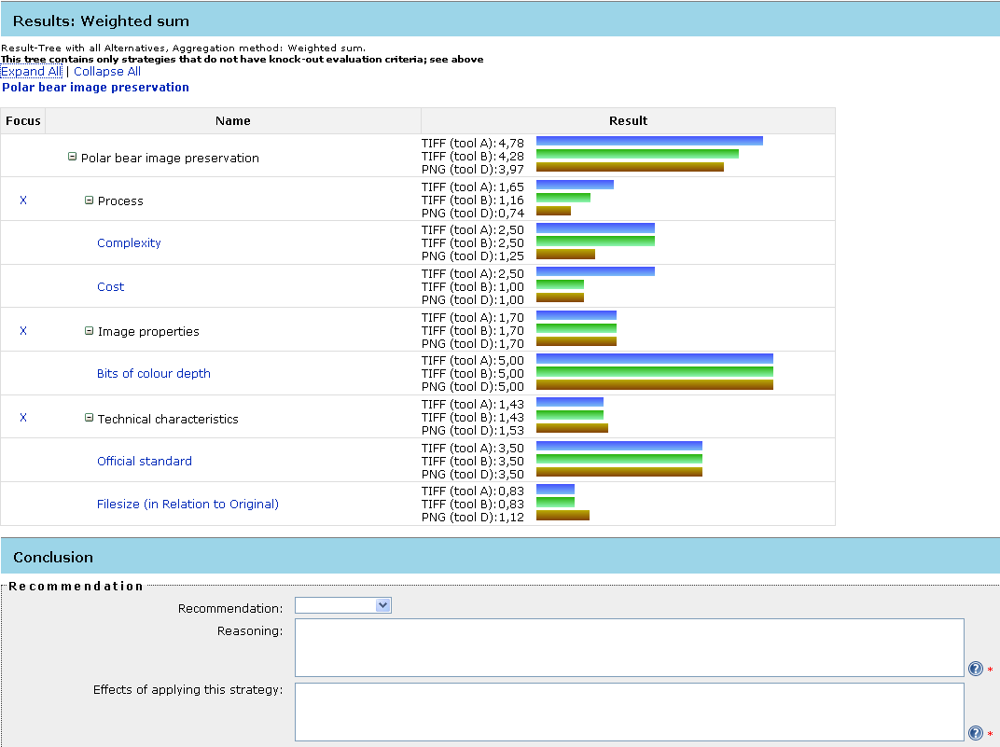 Results: Weighted sum
Result-Tree with all Alternatives, Aggregation method: Weighted sum.
This tree contains only strategies that do not have knock-out evaluation criteria; see above
Expand All | Collapse All
Polar bear image preservation
Focus Name Result
Polar bear image preservation
TIFF (tool A):4,78
TIFF (tool B):4,28
PNG (tool D):3,97
X Process
TIFF (tool A):1,65
TIFF (tool B):1,16
PNG (tool D):0,74
Complexity
TIFF (tool A):2,50
TIFF (tool B):2,50
PNG (tool D):1,25
Cost
TIFF (tool A):2,50
TIFF (tool B):1,00
PNG (tool D):1,00
X Image properties
TIFF (tool A):1,70
TIFF (tool B):1,70
PNG (tool D):1,70
Bits of colour depth
TIFF (tool A):5,00
TIFF (tool B):5,00
PNG (tool D):5,00
X Technical characteristics
TIFF (tool A):1,43
TIFF (tool B):1,43
PNG (tool D):1,53
Official standard
TIFF (tool A):3,50
TIFF (tool B):3,50
PNG (tool D):3,50
Filesize (in Relation to Original)
TIFF (tool A):0,83
TIFF (tool B):0,83
PNG (tool D):1,12
Conclusion
Recommendation
Recommendation:
Reasoning:
? *
Effects of applying this strategy:
? *